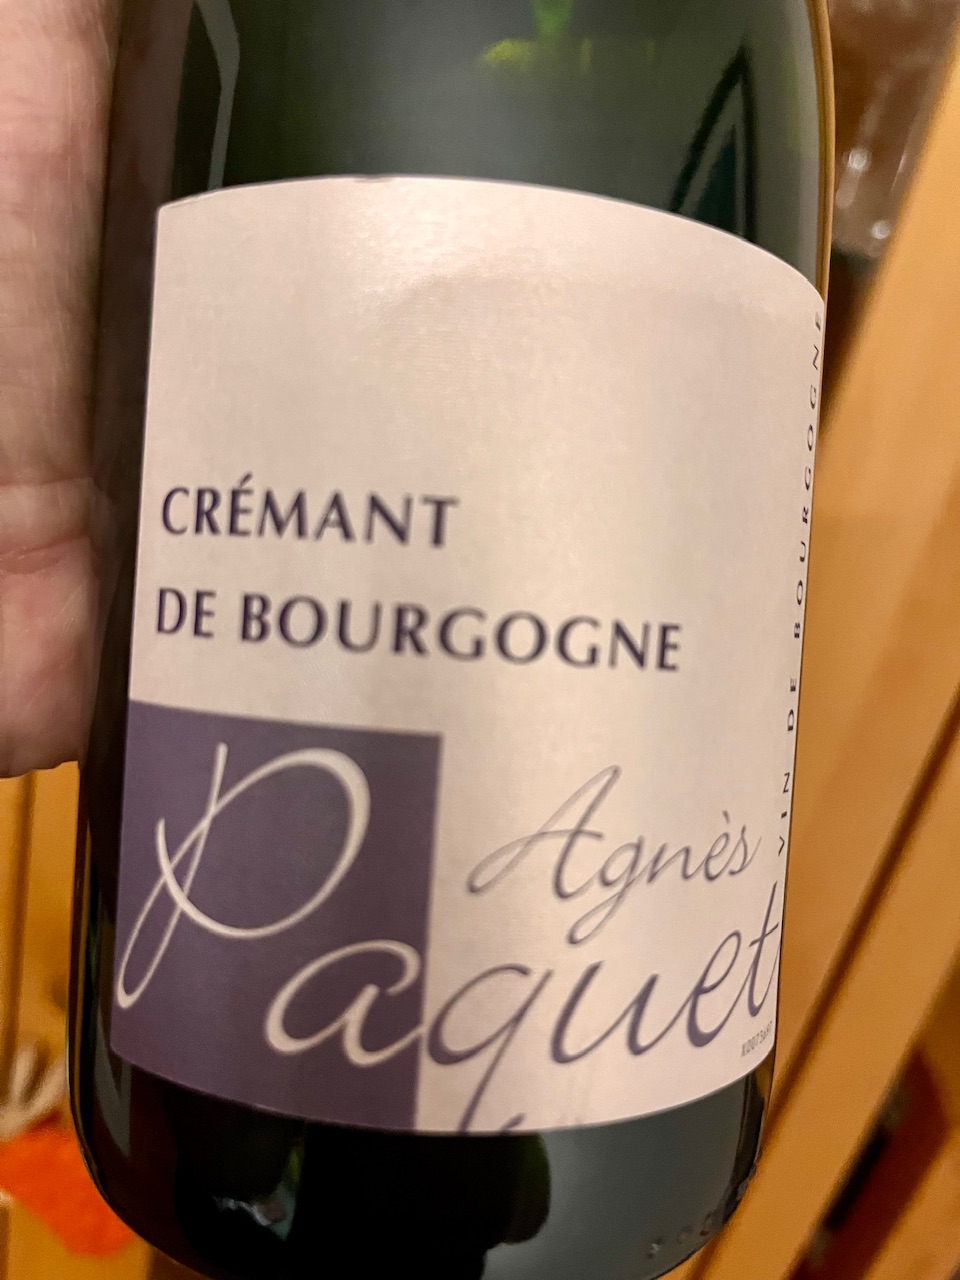 CRÉMANT
DE BOURGOGNE
Agnès
Paquet
VIN DE BOURGOGNE